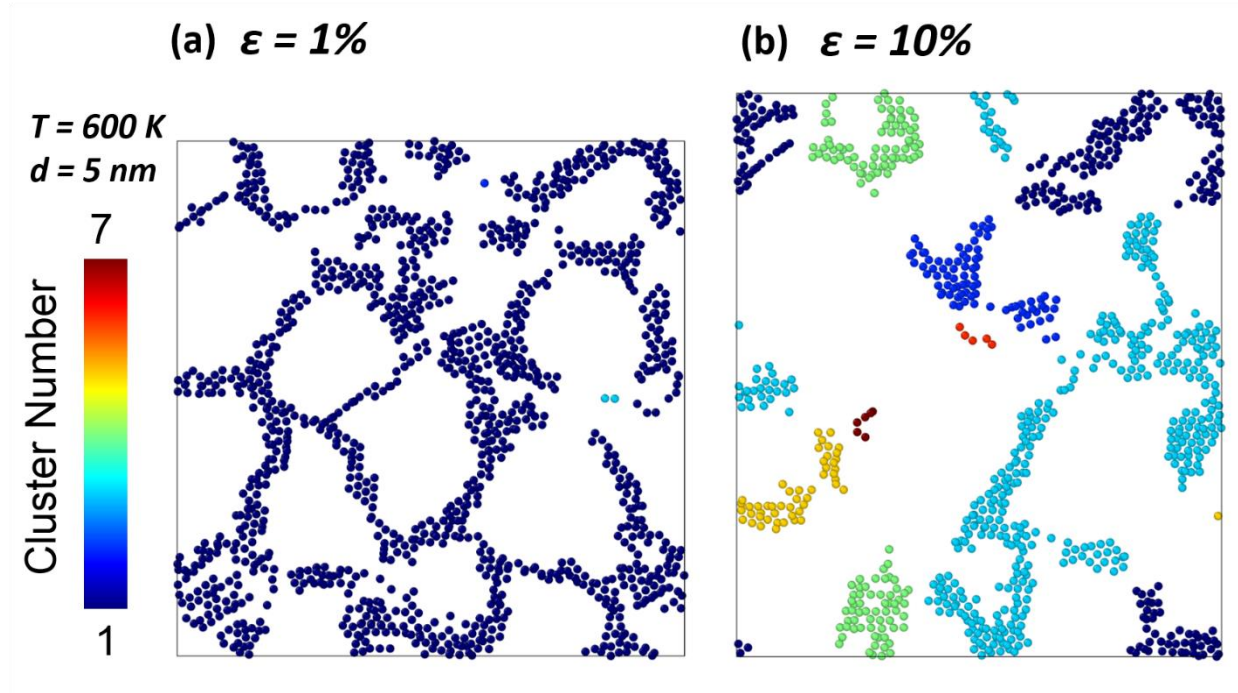 (a) ε = 1%
(b) ε = 10%
T = 600 K
d = 5 nm
7
Cluster Number
1